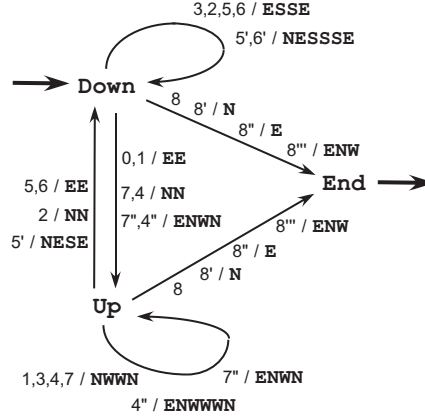 3,2,5,6 / ESSE
5',6' / NESSSE
Down
8
8' / N
8" / E
8''' / ENW
0,1 / EE
7,4 / NN
7",4" / ENWN
5,6 / EE
2 / NN
5' / NESE
End
8''' / ENW
8" / E
8' / N
8
Up
1,3,4,7 / NWWN
7" / ENWN
4" / ENWWWN